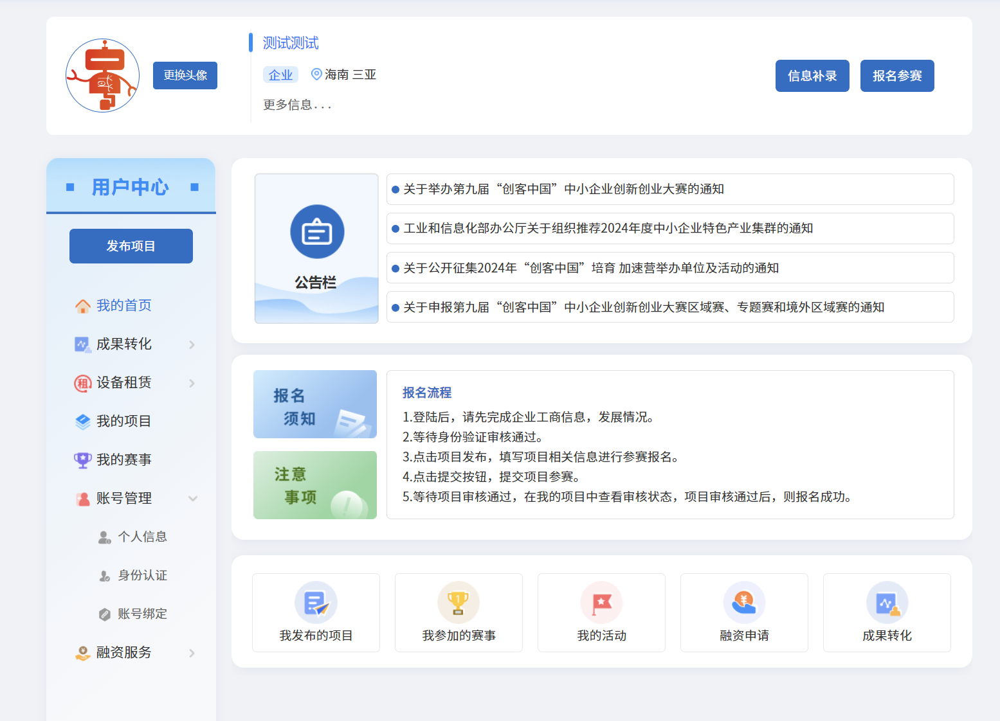 测试测试
更换头像
企业
海南 三亚
更多信息...
信息补录
报名参赛
用户中心
发布项目
我的首页
成果转化
设备租赁
我的项目
我的赛事
账号管理
个人信息
身份认证
账号绑定
融资服务
公告栏
关于举办第九届“创客中国”中小企业创新创业大赛的通知
工业和信息化部办公厅关于组织推荐2024年度中小企业特色产业集群的通知
关于公开征集2024年“创客中国”培育 加速营举办单位及活动的通知
关于申报第九届“创客中国”中小企业创新创业大赛区域赛、专题赛和境外区域赛的通知
报名
须知
注意
事项
报名流程
1.登陆后，请先完成企业工商信息，发展情况。
2.等待身份验证审核通过。
3.点击项目发布，填写项目相关信息进行参赛报名。
4.点击提交按钮，提交项目参赛。
5.等待项目审核通过，在我的项目中查看审核状态，项目审核通过后，则报名成功。
我发布的项目
我参加的赛事
我的活动
融资申请
成果转化